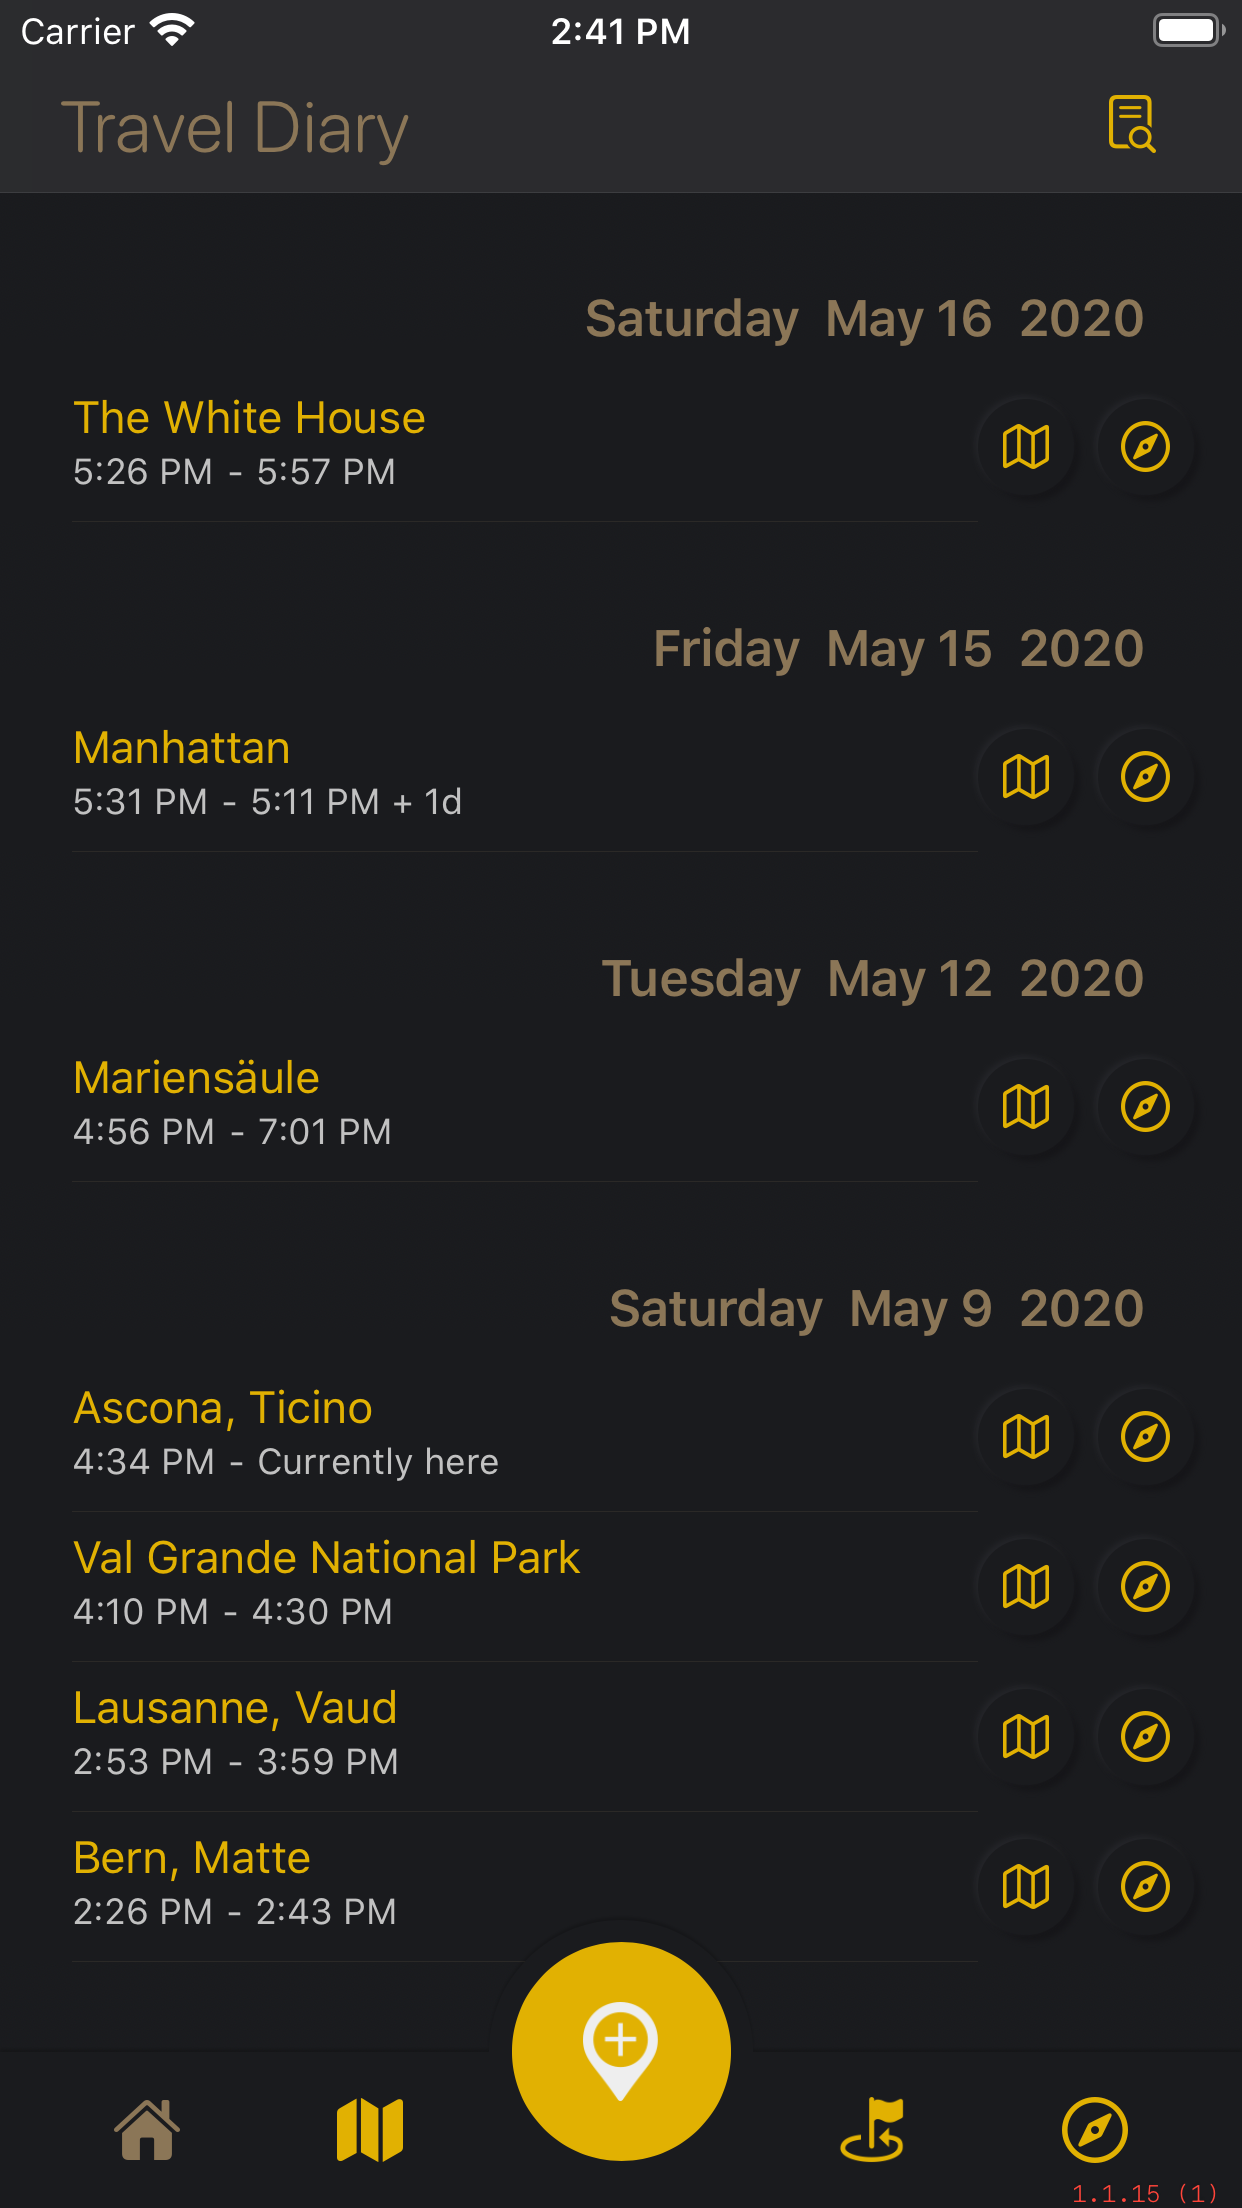 Carrier 2:41 PM
Travel Diary
Saturday May 16 2020
The White House
5:26 PM - 5:57 PM
Friday May 15 2020
Manhattan
5:31 PM - 5:11 PM + 1d
Tuesday May 12 2020
Mariensäule
4:56 PM - 7:01 PM
Saturday May 9 2020
Ascona, Ticino
4:34 PM - Currently here
Val Grande National Park
4:10 PM - 4:30 PM
Lausanne, Vaud
2:53 PM - 3:59 PM
Bern, Matte
2:26 PM - 2:43 PM
1.1.15 (1)